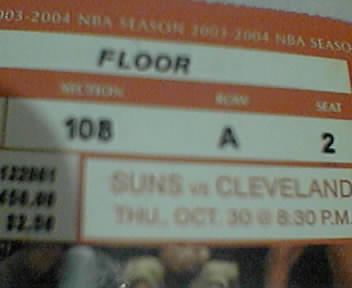 003-2004 NBA SEASON 2003-2004 NBA SEASO
FLOOR
SECTION ROW SEAT
108 A 2
SUNS vs CLEVELAND
THU., OCT. 30 @ 8:30 P.M.